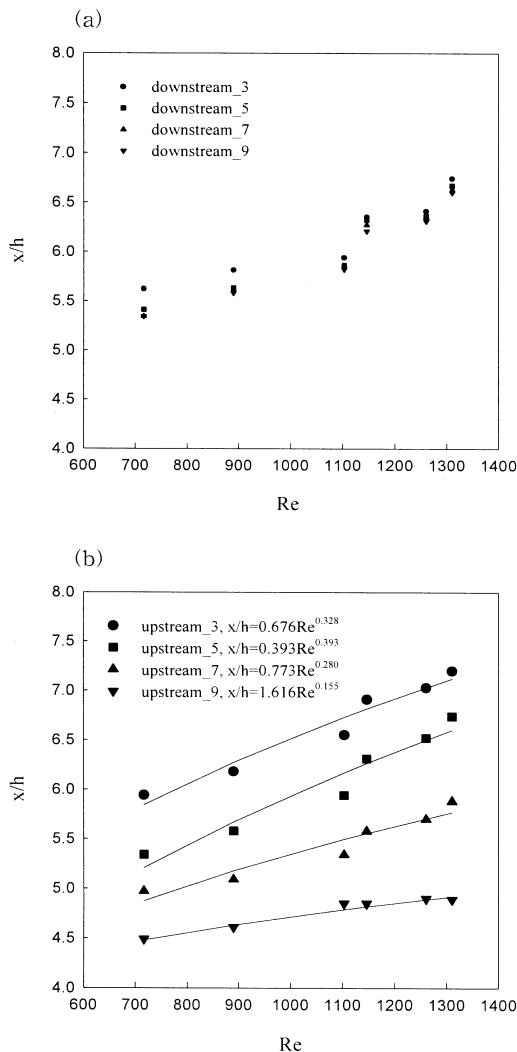 (a)
8.0
7.5
7.0
6.5
6.0
5.5
5.0
4.5
4.0
x/h
downstream_3
downstream_5
downstream_7
downstream_9
600 700 800 900 1000 1100 1200 1300 1400
Re
(b)
8.0
7.5
7.0
6.5
6.0
5.5
5.0
4.5
4.0
x/h
upstream_3, x/h=0.676Re^0.328
upstream_5, x/h=0.393Re^0.393
upstream_7, x/h=0.773Re^0.280
upstream_9, x/h=1.616Re^0.155
600 700 800 900 1000 1100 1200 1300 1400
Re